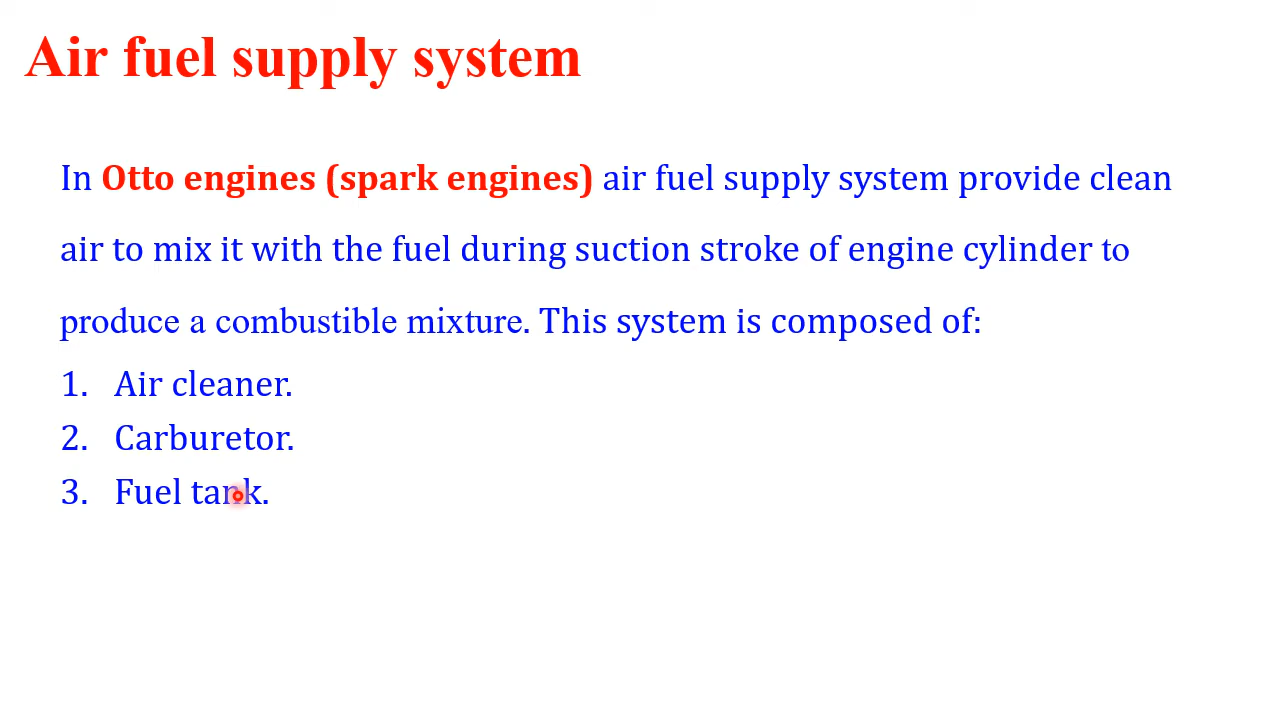 Air fuel supply system
In Otto engines (spark engines) air fuel supply system provide clean
air to mix it with the fuel during suction stroke of engine cylinder to
produce a combustible mixture. This system is composed of:
1. Air cleaner.
2. Carburetor.
3. Fuel tank.